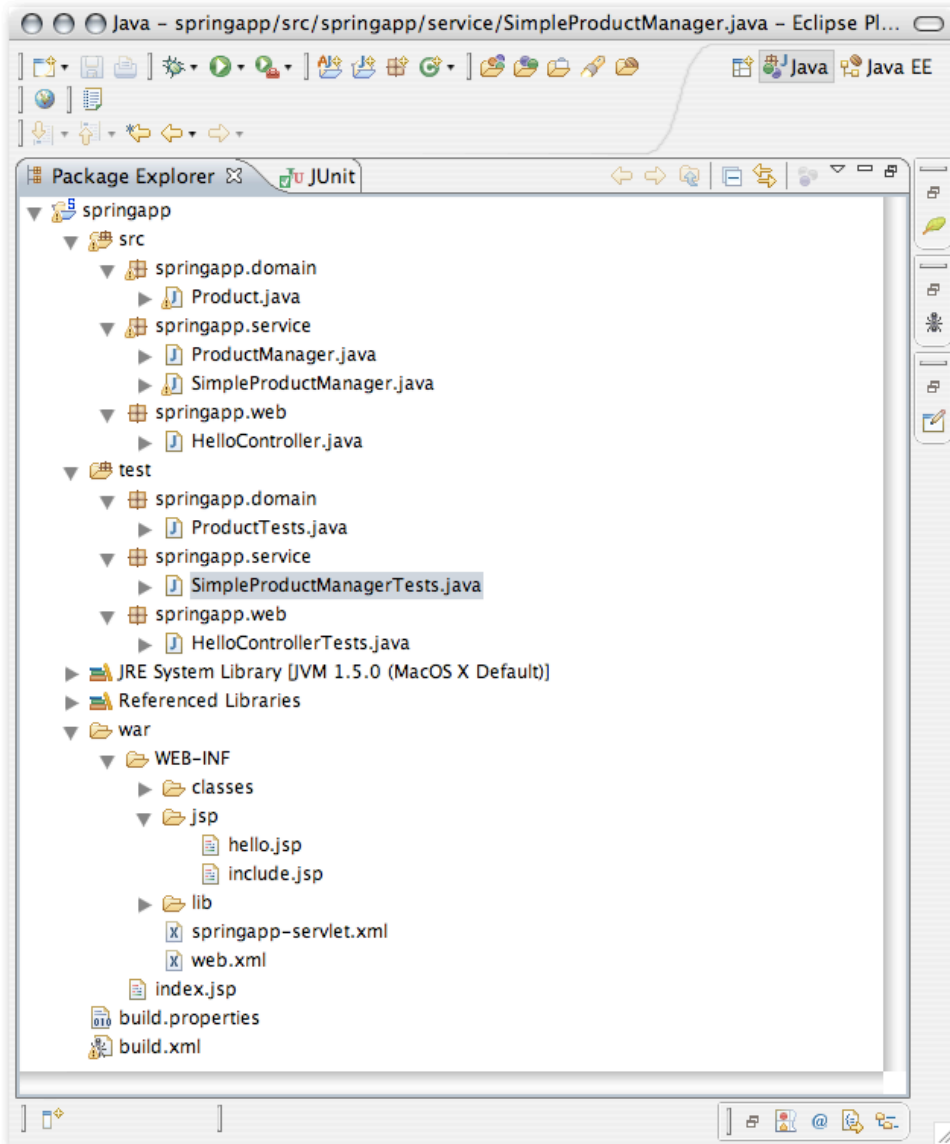 Java – springapp/src/springapp/service/SimpleProductManager.java – Eclipse Pl...
Java Java EE
Package Explorer JUnit
springapp
src
springapp.domain
Product.java
springapp.service
ProductManager.java
SimpleProductManager.java
springapp.web
HelloController.java
test
springapp.domain
ProductTests.java
springapp.service
SimpleProductManagerTests.java
springapp.web
HelloControllerTests.java
JRE System Library [JVM 1.5.0 (MacOS X Default)]
Referenced Libraries
war
WEB-INF
classes
jsp
hello.jsp
include.jsp
lib
springapp-servlet.xml
web.xml
index.jsp
build.properties
build.xml